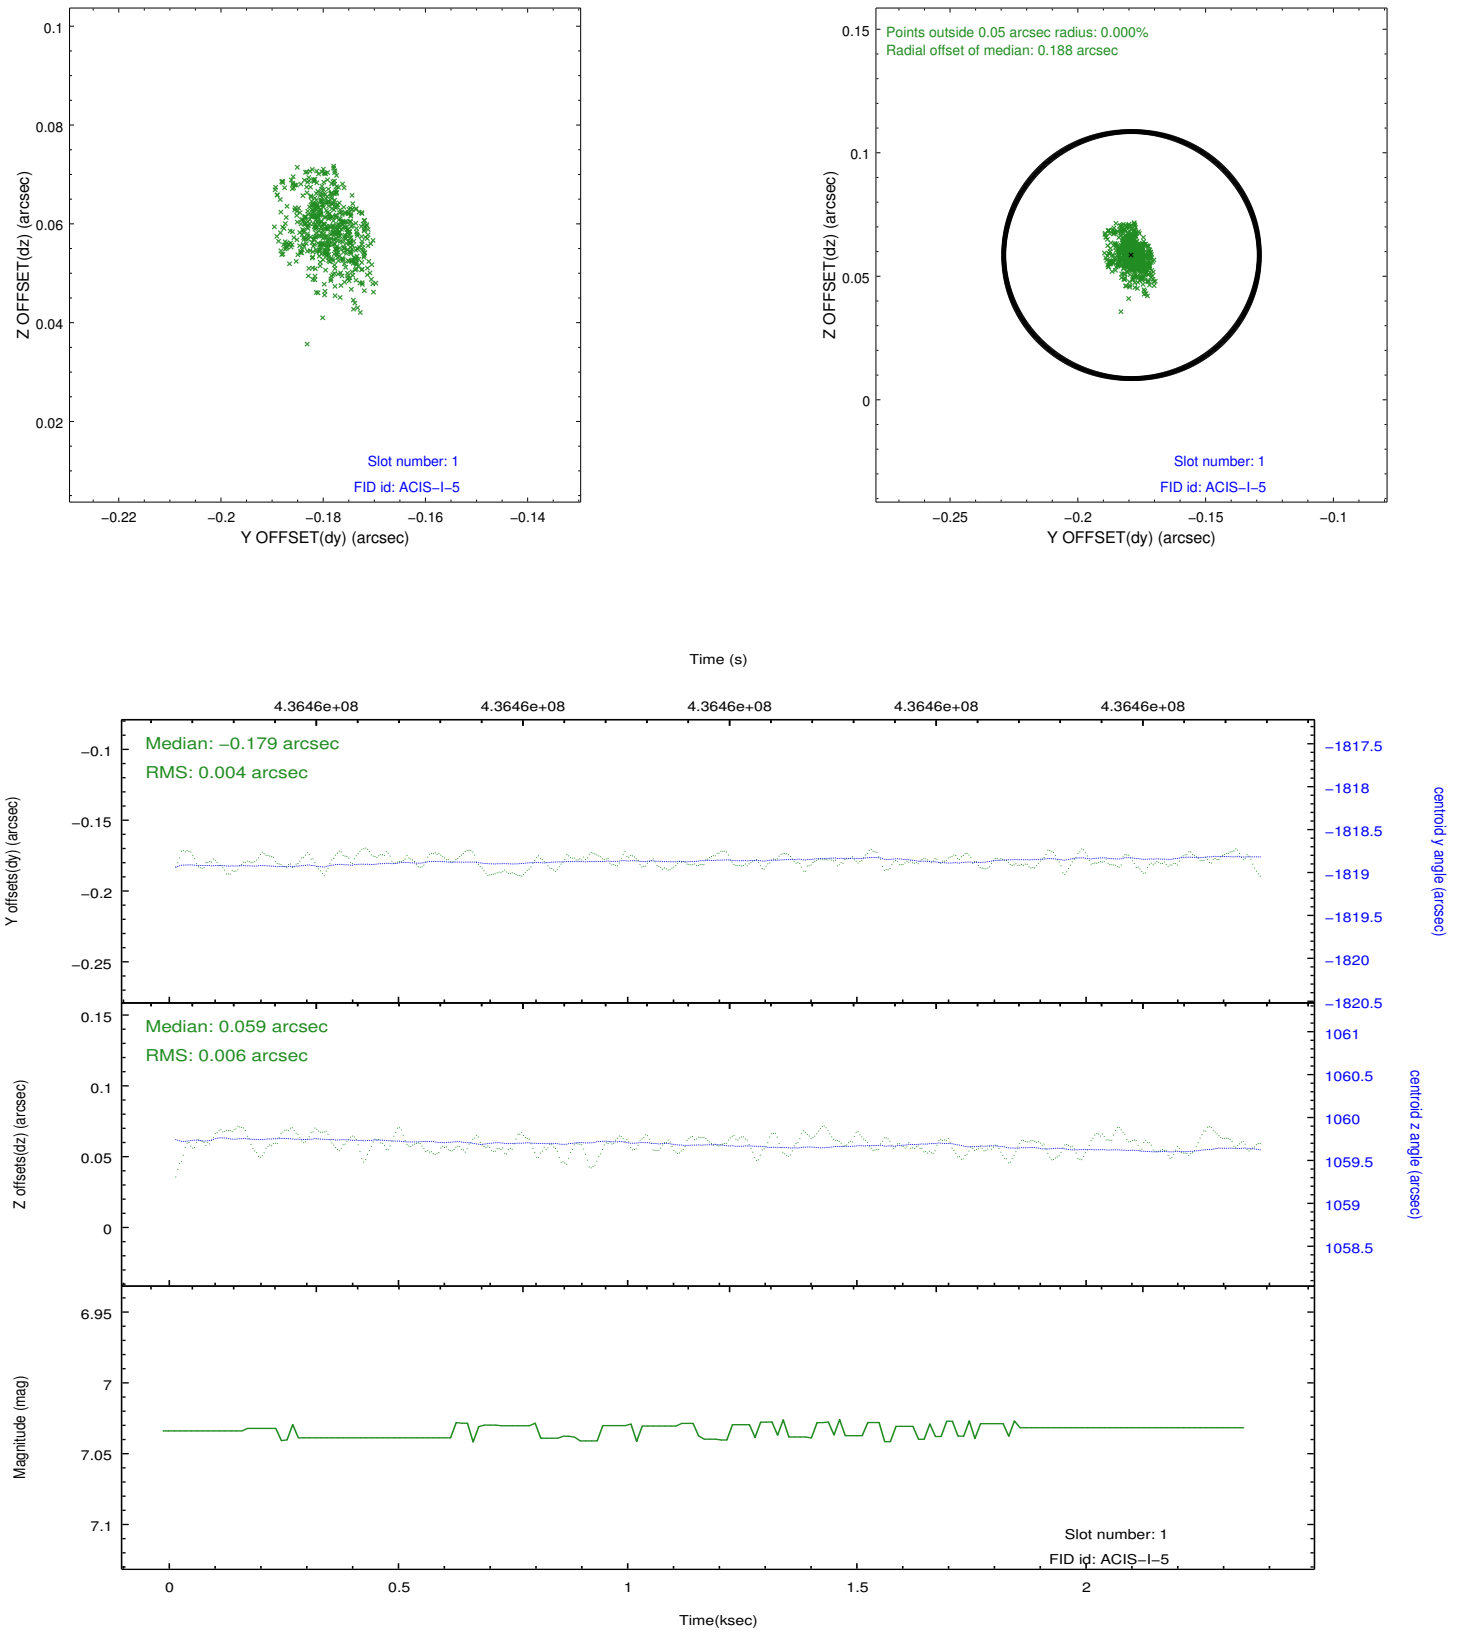 0.1
0.08
0.06
0.04
0.02
Z OFFSET(dz) (arcsec)
Slot number: 1
FID id: ACIS−I−5
−0.22 −0.2 −0.18 −0.16 −0.14
Y OFFSET(dy) (arcsec)
Points outside 0.05 arcsec radius: 0.000%
Radial offset of median: 0.188 arcsec
0.15
0.1
0.05
0
Z OFFSET(dz) (arcsec)
Slot number: 1
FID id: ACIS−I−5
−0.25 −0.2 −0.15 −0.1
Y OFFSET(dy) (arcsec)
Time (s)
4.3646e+08 4.3646e+08 4.3646e+08 4.3646e+08 4.3646e+08
Median: −0.179 arcsec
RMS: 0.004 arcsec
−0.1
−0.15
−0.2
−0.25
Y offsets(dy) (arcsec)
−1817.5
−1818
−1818.5
−1819
−1819.5
−1820
−1820.5
centroid y angle (arcsec)
Median: 0.059 arcsec
RMS: 0.006 arcsec
0.15
0.1
0.05
0
Z offsets(dz) (arcsec)
1061
1060.5
1060
1059.5
1059
1058.5
centroid z angle (arcsec)
6.95
7
7.05
7.1
Magnitude (mag)
Slot number: 1
FID id: ACIS−I−5
0 0.5 1 1.5 2
Time(ksec)